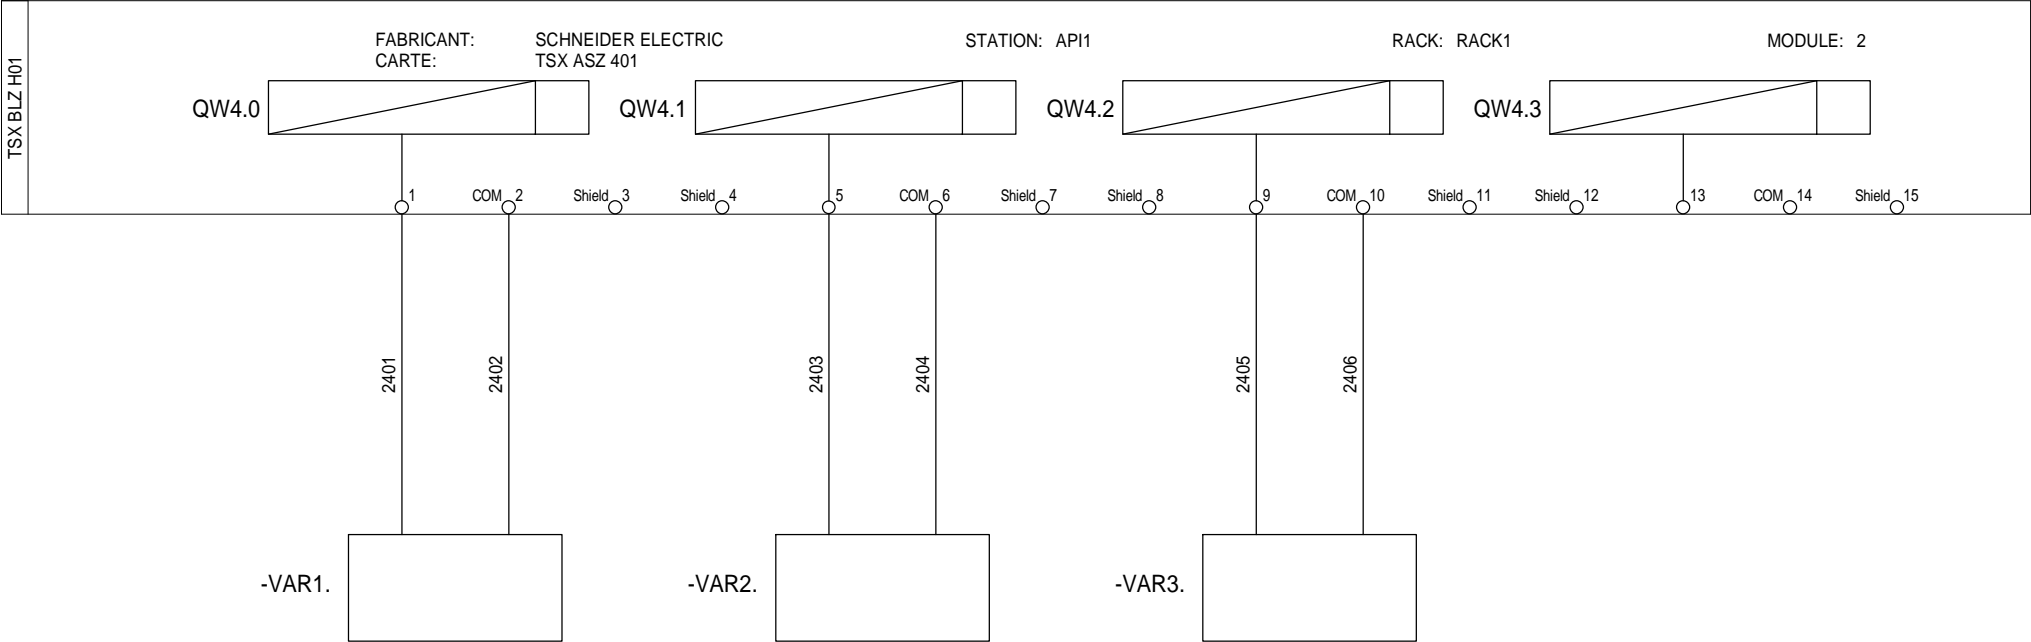 TSX BLZ H01
FABRICANT: SCHNEIDER ELECTRIC STATION: API1 RACK: RACK1 MODULE: 2
CARTE: TSX ASZ 401
QW4.0 QW4.1 QW4.2 QW4.3
1 COM 2 Shield 3 Shield 4 5 COM 6 Shield 7 Shield 8 9 COM 10 Shield 11 Shield 12 13 COM 14 Shield 15
2401 2402 2403 2404 2405 2406
-VAR1. -VAR2. -VAR3.